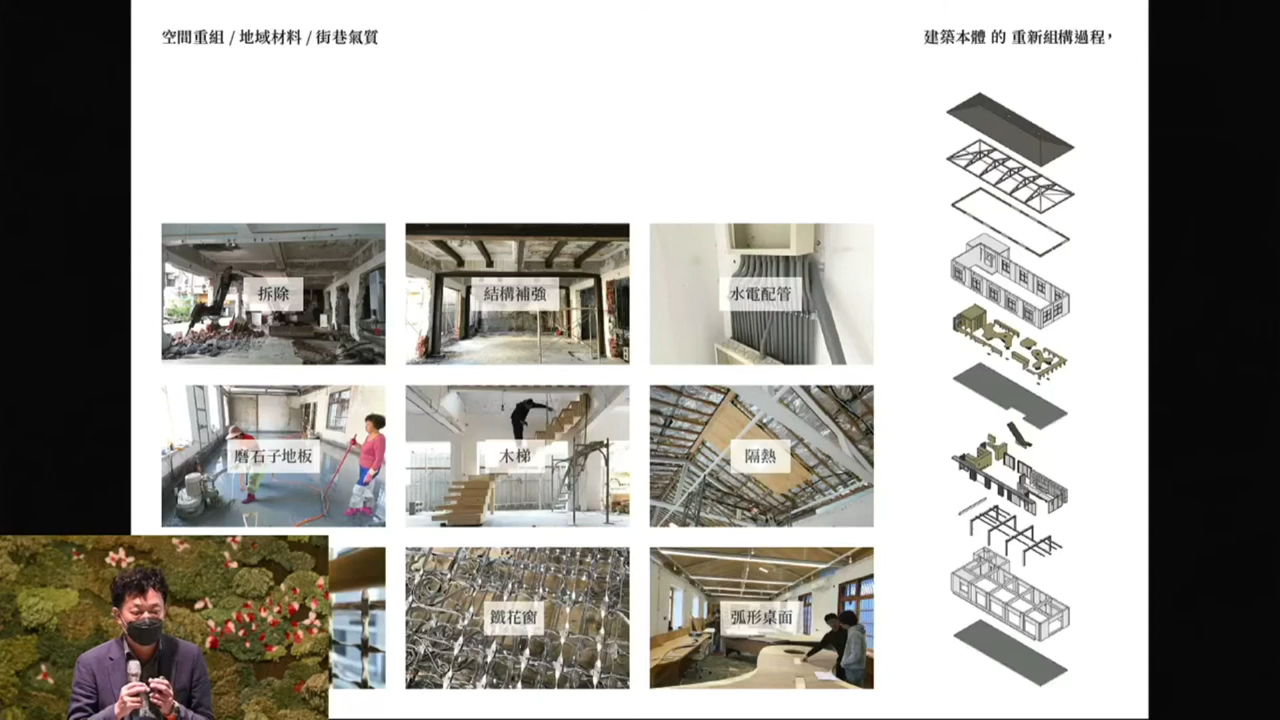 空間重組 / 地域材料 / 街巷氣質
建築本體 的 重新組構過程，
拆除
結構補強
水電配管
磨石子地板
木梯
隔熱
鐵花窗
弧形桌面